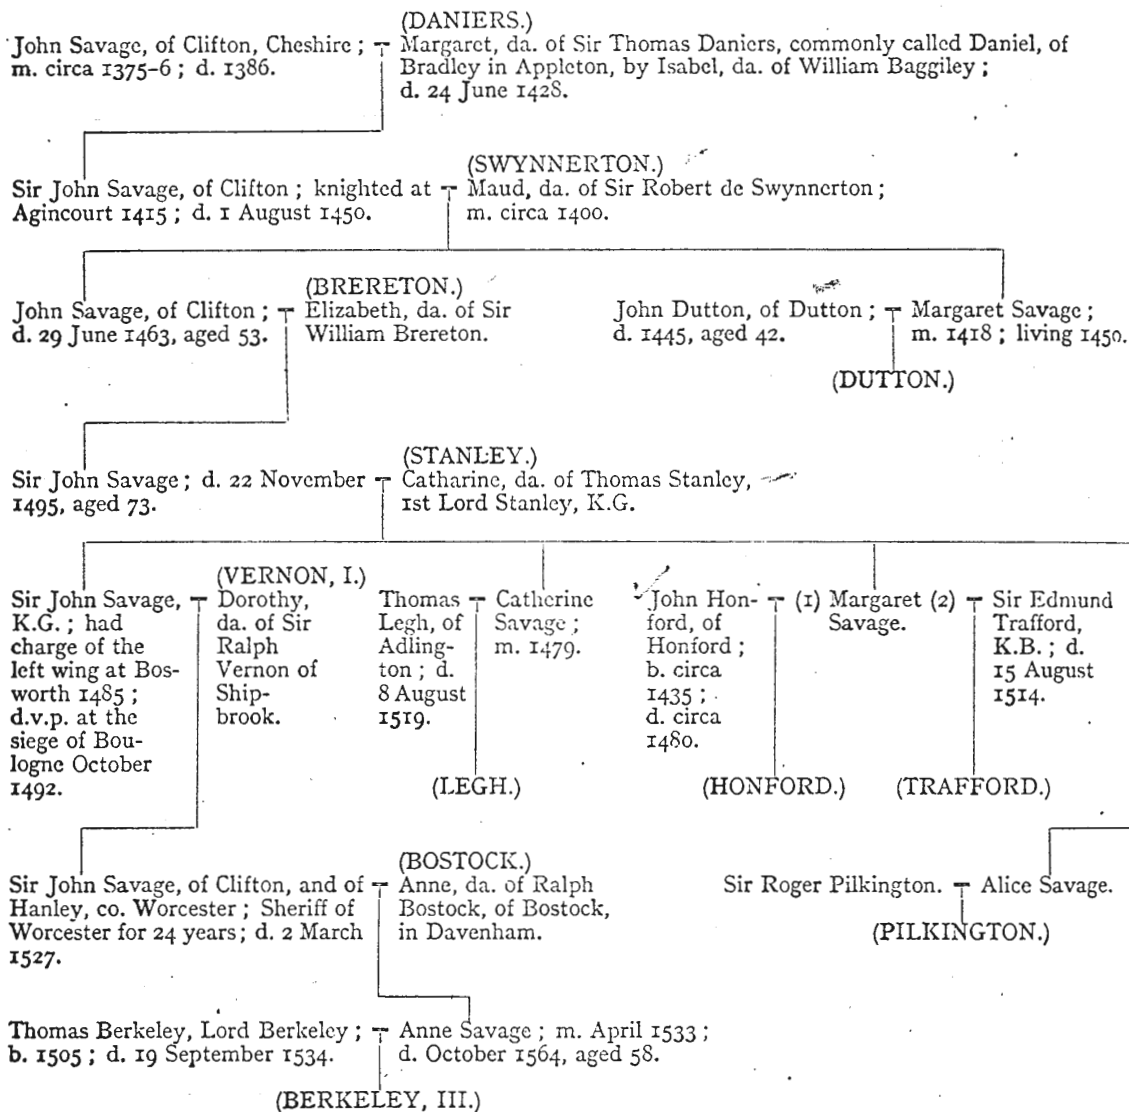 (DANIERS.)
John Savage, of Clifton, Cheshire ;
m. circa 1375-6 ; d. 1386.
Margaret, da. of Sir Thomas Daniers, commonly called Daniel, of
Bradley in Appleton, by Isabel, da. of William Baggiley ;
d. 24 June 1428.
(SWYNNERTON.)
Sir John Savage, of Clifton ; knighted at
Agincourt 1415 ; d. 1 August 1450.
Maud, da. of Sir Robert de Swynnerton ;
m. circa 1400.
(BRERETON.)
John Savage, of Clifton ;
d. 29 June 1463, aged 53.
Elizabeth, da. of Sir
William Brereton.
John Dutton, of Dutton ;
d. 1445, aged 42.
Margaret Savage ;
m. 1418 ; living 1450.
(DUTTON.)
(STANLEY.)
Sir John Savage ; d. 22 November
1495, aged 73.
Catharine, da. of Thomas Stanley,
1st Lord Stanley, K.G.
(VERNON, I.)
Sir John Savage,
K.G. ; had
charge of the
left wing at Bos-
worth 1485 ;
d.v.p. at the
siege of Bou-
logne October
1492.
Dorothy,
da. of Sir
Ralph
Vernon of
Ship-
brook.
Thomas
Legh, of
Adling-
ton ; d.
8 August
1519.
Catherine
Savage ;
m. 1479.
(LEGH.)
John Hon-
ford, of
Honford ;
b. circa
1435 ;
d. circa
1480.
(1) Margaret (2)
Savage.
Sir Edmund
Trafford,
K.B. ; d.
15 August
1514.
(HONFORD.)
(TRAFFORD.)
(BOSTOCK.)
Sir John Savage, of Clifton, and of
Hanley, co. Worcester ; Sheriff of
Worcester for 24 years ; d. 2 March
1527.
Anne, da. of Ralph
Bostock, of Bostock,
in Davenham.
Sir Roger Pilkington.
Alice Savage.
(PILKINGTON.)
Thomas Berkeley, Lord Berkeley ;
b. 1505 ; d. 19 September 1534.
Anne Savage ; m. April 1533 ;
d. October 1564, aged 58.
(BERKELEY, III.)